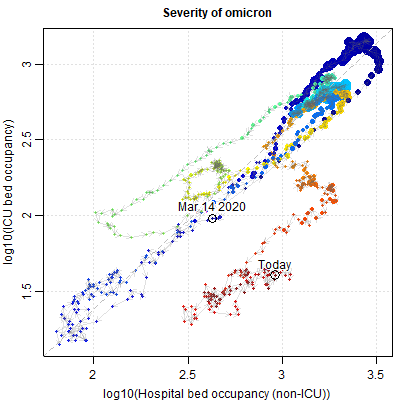 Severity of omicron
log10(ICU bed occupancy)
3
2.5
2
1.5
Mar 14 2020
Today
2
2.5
3
3.5
log10(Hospital bed occupancy (non-ICU))